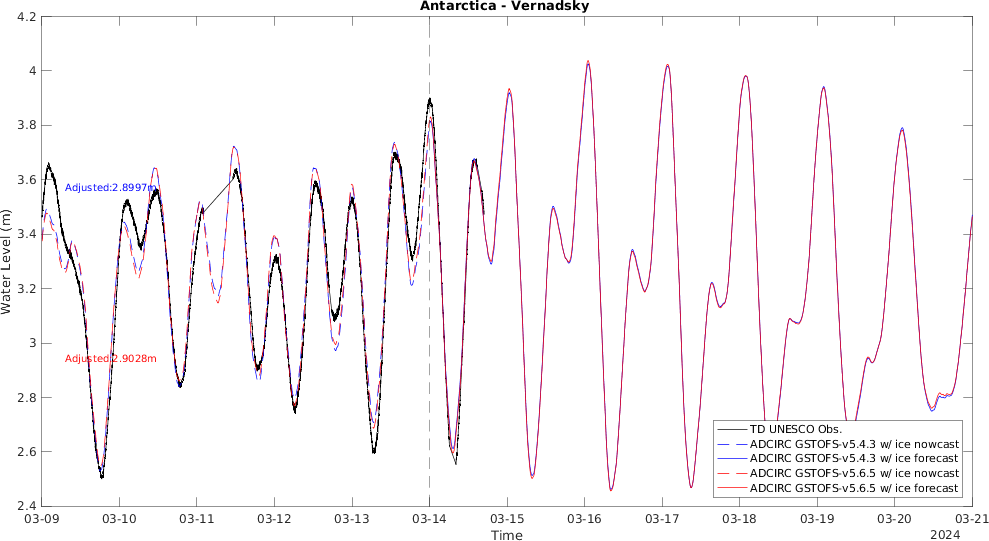 Antarctica - Vernadsky
Water Level (m)
4.2
4
3.8
3.6
3.4
3.2
3
2.8
2.6
2.4
Adjusted:2.8997m
Adjusted:2.9028m
TD UNESCO Obs.
ADCIRC GSTOFS-v5.4.3 w/ ice nowcast
ADCIRC GSTOFS-v5.4.3 w/ ice forecast
ADCIRC GSTOFS-v5.6.5 w/ ice nowcast
ADCIRC GSTOFS-v5.6.5 w/ ice forecast
03-09 03-10 03-11 03-12 03-13 03-14 03-15 03-16 03-17 03-18 03-19 03-20 03-21
Time
2024